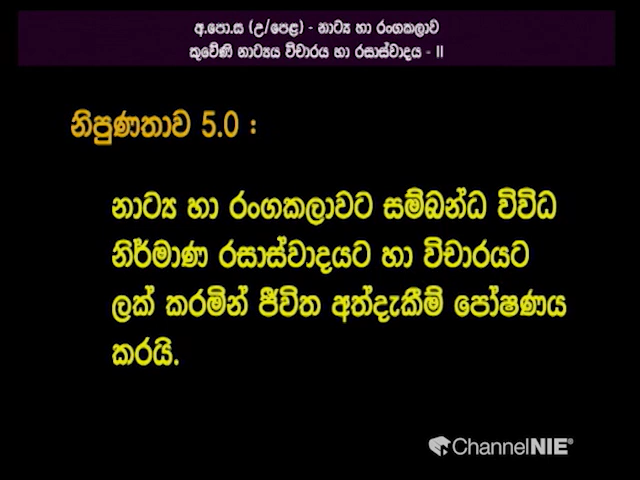 අ.පො.ස (උ/පෙළ) - නාට්‍ය හා රංගකලාව
කුවේණි නාට්‍යය විචාරය හා රසාස්වාදය - II
නිපුණතාව 5.0 :
නාට්‍ය හා රංගකලාවට සම්බන්ධ විවිධ
නිර්මාණ රසාස්වාදයට හා විචාරයට
ලක් කරමින් ජීවිත අත්දැකීම් පෝෂණය
කරයි.
ChannelNIE®